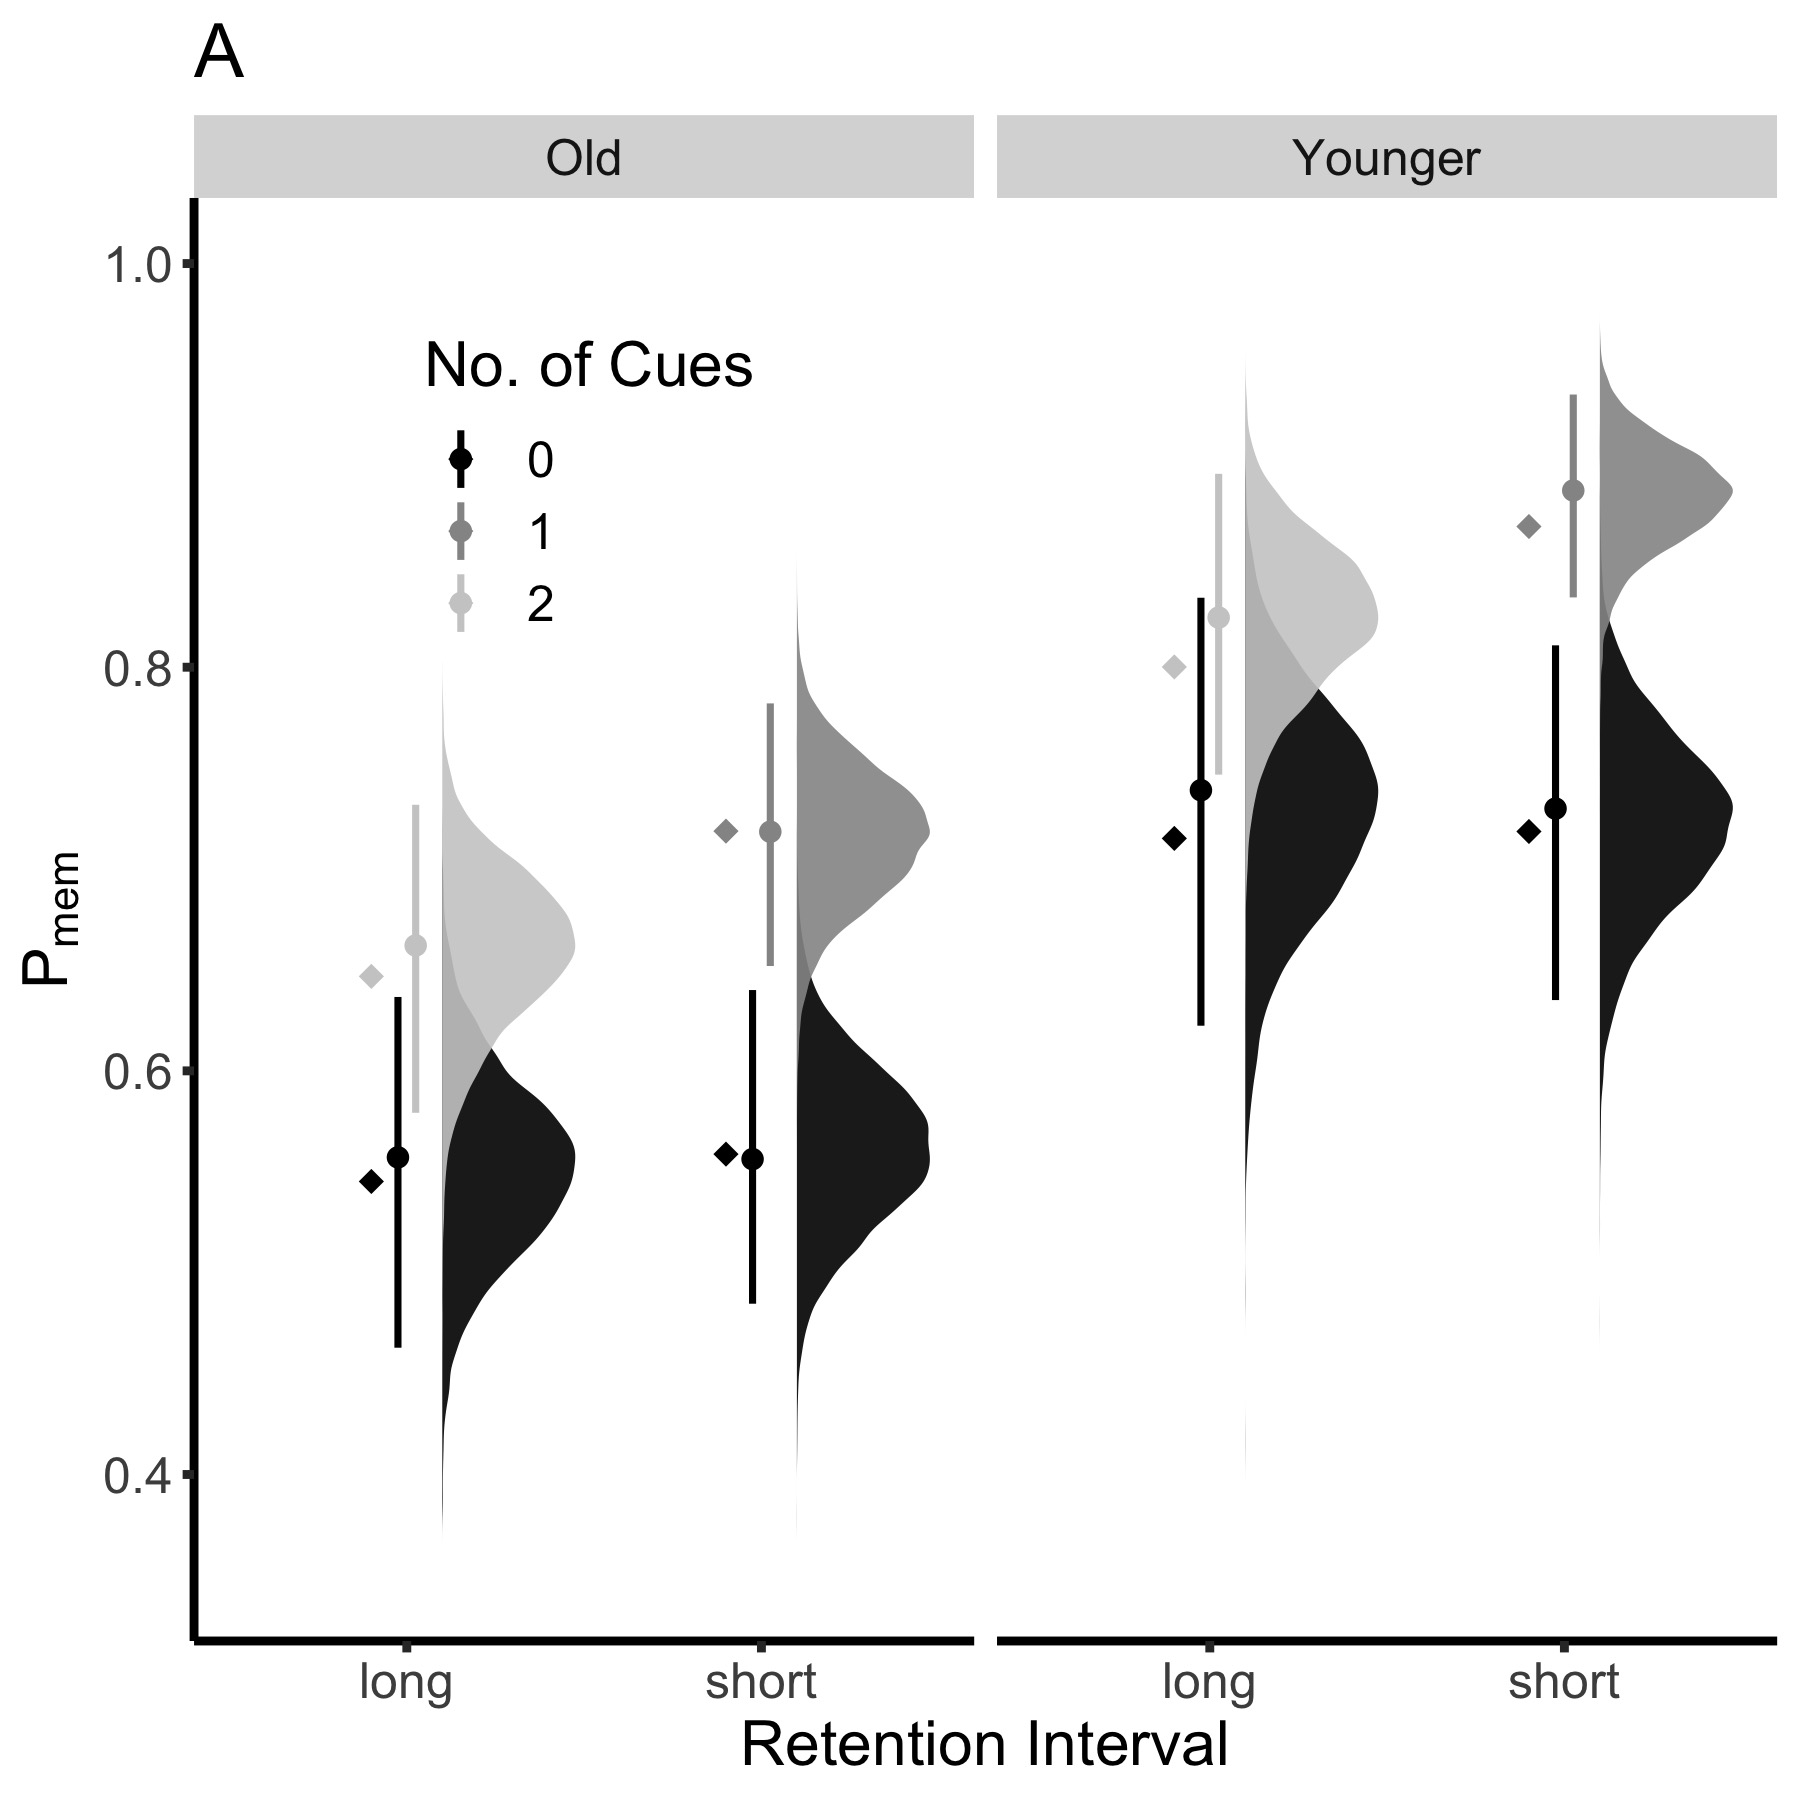 A
Old
Younger
1.0
No. of Cues
0
1
2
0.8
0.6
0.4
Pmem
long
short
long
short
Retention Interval